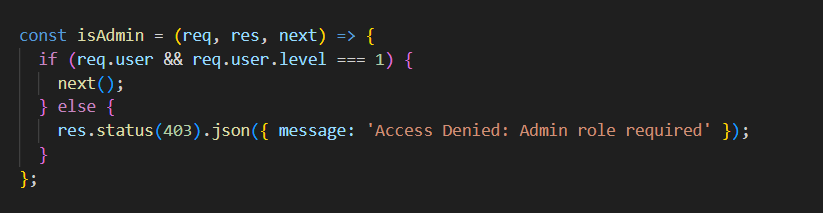 const isAdmin = (req, res, next) => {
  if (req.user && req.user.level === 1) {
    next();
  } else {
    res.status(403).json({ message: 'Access Denied: Admin role required' });
  }
};